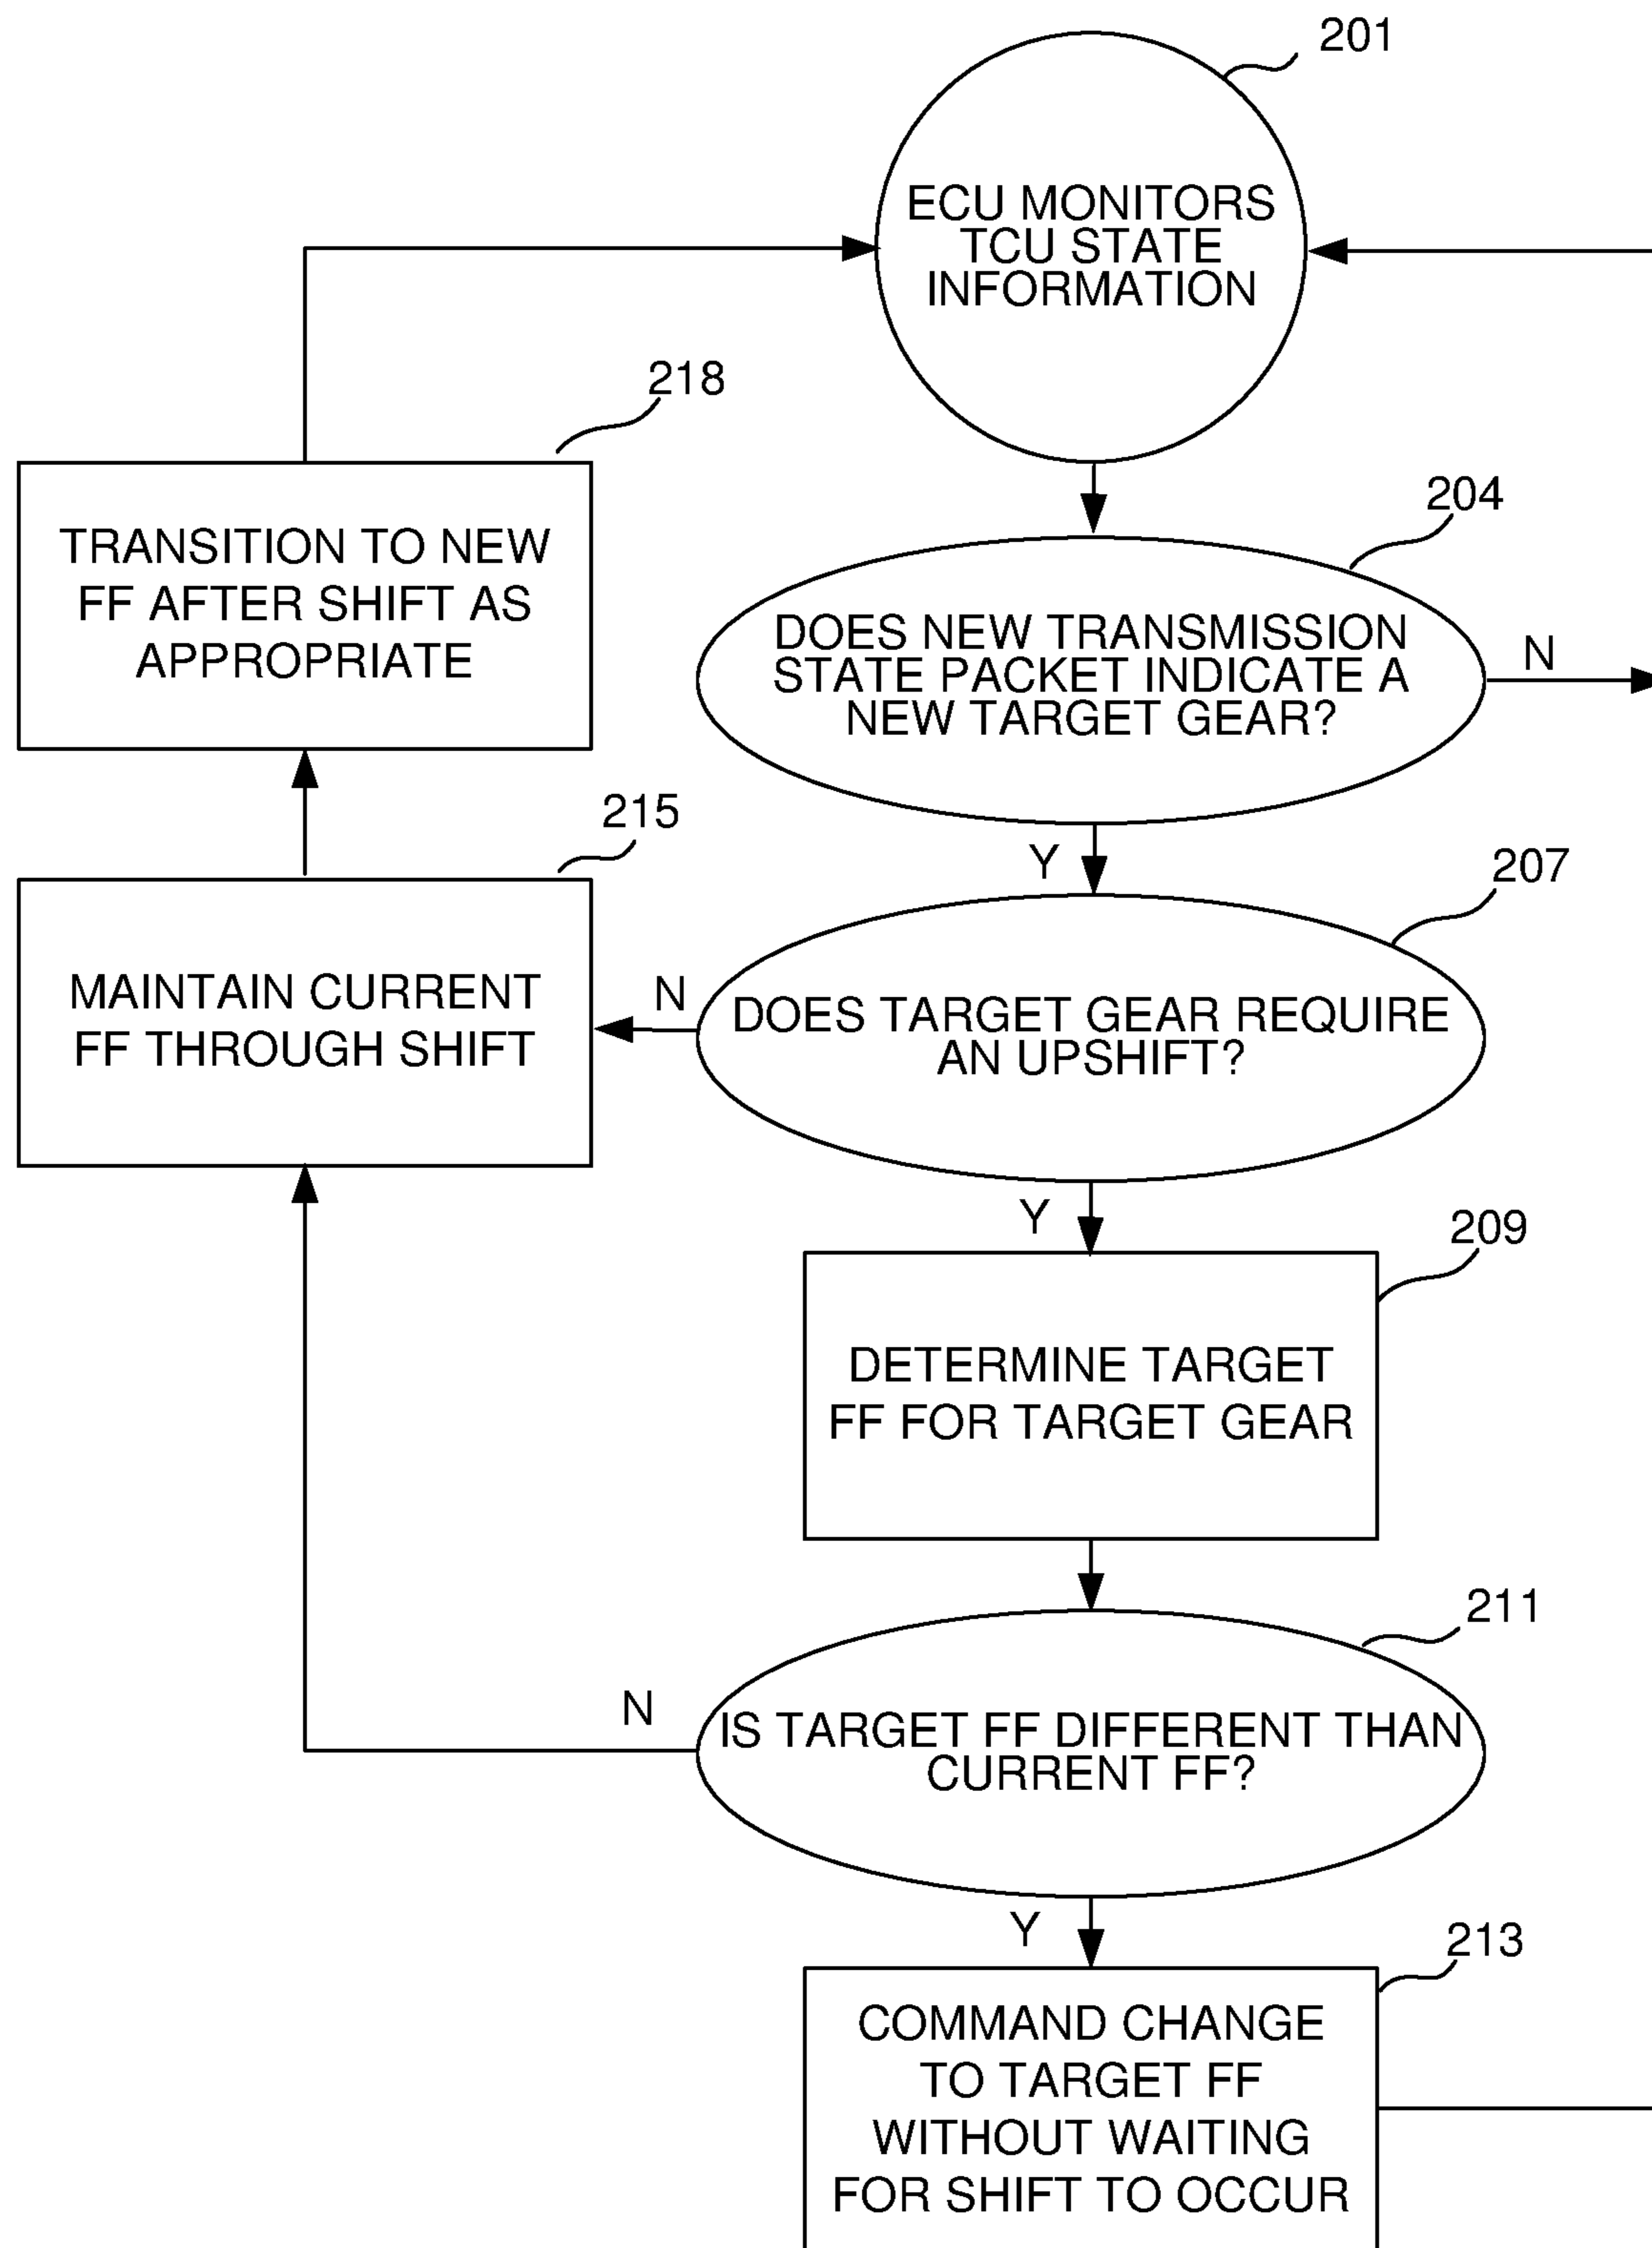 201
ECU MONITORS
TCU STATE
INFORMATION
218
TRANSITION TO NEW
FF AFTER SHIFT AS
APPROPRIATE
204
DOES NEW TRANSMISSION
STATE PACKET INDICATE A
NEW TARGET GEAR?
N
Y
215
MAINTAIN CURRENT
FF THROUGH SHIFT
207
N
DOES TARGET GEAR REQUIRE
AN UPSHIFT?
Y
209
DETERMINE TARGET
FF FOR TARGET GEAR
211
N
IS TARGET FF DIFFERENT THAN
CURRENT FF?
Y
213
COMMAND CHANGE
TO TARGET FF
WITHOUT WAITING
FOR SHIFT TO OCCUR